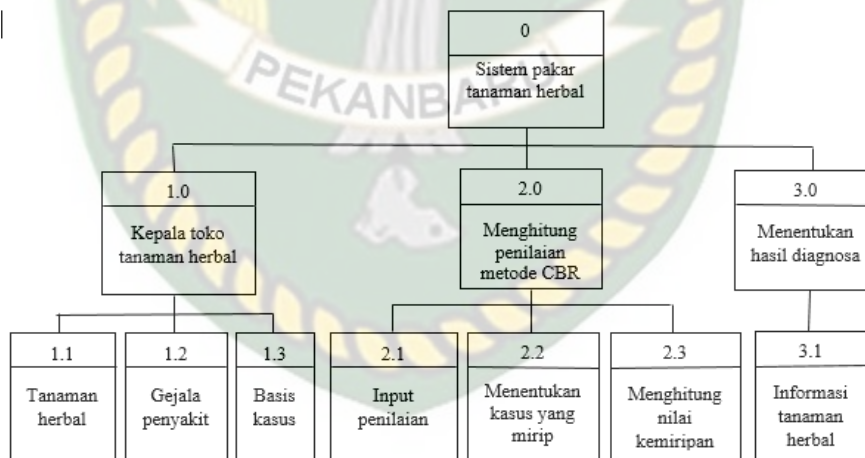 PEKANBARU
0
Sistem pakar
tanaman herbal
1.0
Kepala toko
tanaman herbal
2.0
Menghitung
penilaian
metode CBR
3.0
Menentukan
hasil diagnosa
1.1
Tanaman
herbal
1.2
Gejala
penyakit
1.3
Basis
kasus
2.1
Input
penilaian
2.2
Menentukan
kasus yang
mirip
2.3
Menghitung
nilai
kemiripan
3.1
Informasi
tanaman
herbal